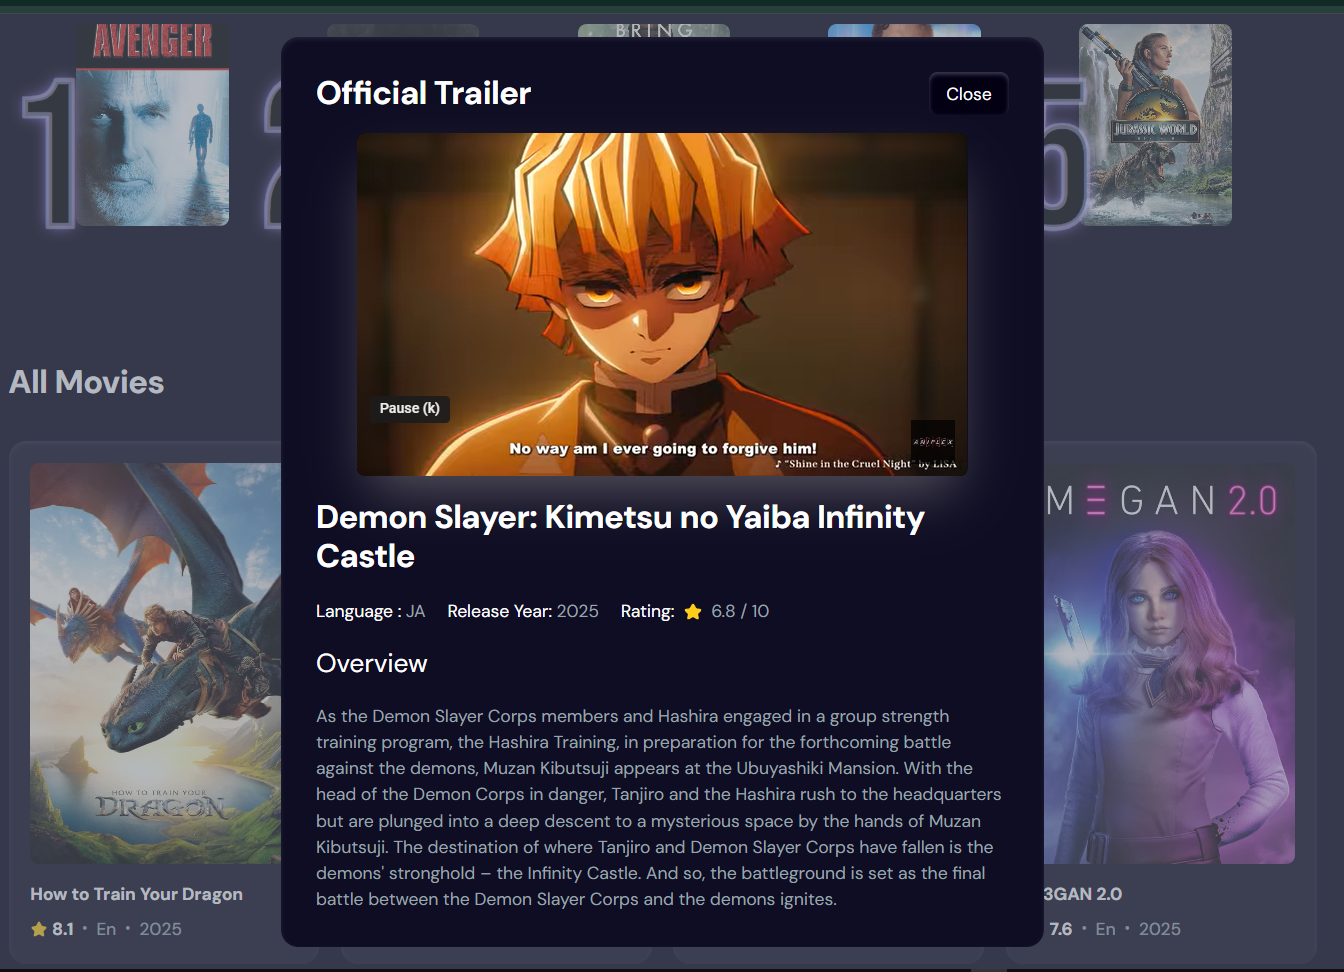 AVENGER
BRING
1
2
5
JURASSIC WORLD
Official Trailer
Close
Pause (k)
No way am I ever going to forgive him!
ANIPLEX
♪ "Shine in the Cruel Night" by LiSA
Demon Slayer: Kimetsu no Yaiba Infinity
Castle
Language : JA Release Year: 2025 Rating: 6.8 / 10
Overview
As the Demon Slayer Corps members and Hashira engaged in a group strength
training program, the Hashira Training, in preparation for the forthcoming battle
against the demons, Muzan Kibutsuji appears at the Ubuyashiki Mansion. With the
head of the Demon Corps in danger, Tanjiro and the Hashira rush to the headquarters
but are plunged into a deep descent to a mysterious space by the hands of Muzan
Kibutsuji. The destination of where Tanjiro and Demon Slayer Corps have fallen is the
demons' stronghold – the Infinity Castle. And so, the battleground is set as the final
battle between the Demon Slayer Corps and the demons ignites.
All Movies
HOW TO TRAIN YOUR
DRAGON
How to Train Your Dragon
8.1 • En • 2025
MΞGAN 2.0
3GAN 2.0
7.6 • En • 2025